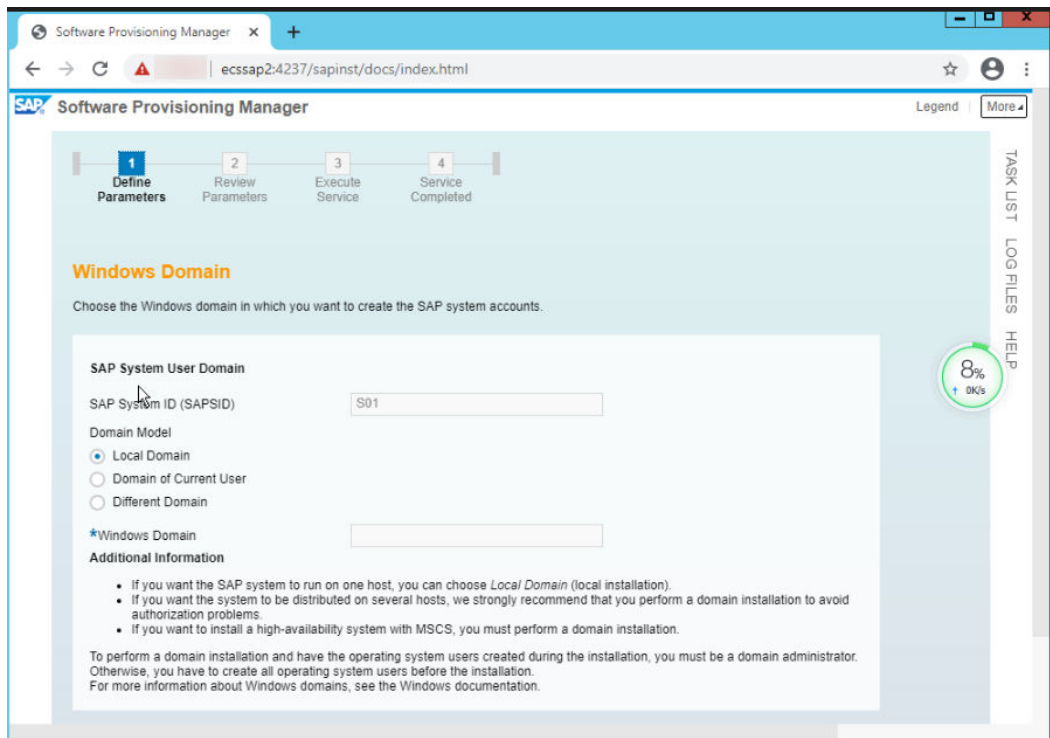 Software Provisioning Manager
ecssap2:4237/sapinst/docs/index.html
SAP Software Provisioning Manager
Legend
More
1
2
3
4
Define Parameters
Review Parameters
Execute Service
Service Completed
TASK LIST
LOG FILES
HELP
Windows Domain
Choose the Windows domain in which you want to create the SAP system accounts.
8%
0K/s
SAP System User Domain
SAP System ID (SAPSID)
S01
Domain Model
Local Domain
Domain of Current User
Different Domain
*Windows Domain
Additional Information
• If you want the SAP system to run on one host, you can choose Local Domain (local installation).
• If you want the system to be distributed on several hosts, we strongly recommend that you perform a domain installation to avoid
authorization problems.
• If you want to install a high-availability system with MSCS, you must perform a domain installation.
To perform a domain installation and have the operating system users created during the installation, you must be a domain administrator.
Otherwise, you have to create all operating system users before the installation.
For more information about Windows domains, see the Windows documentation.